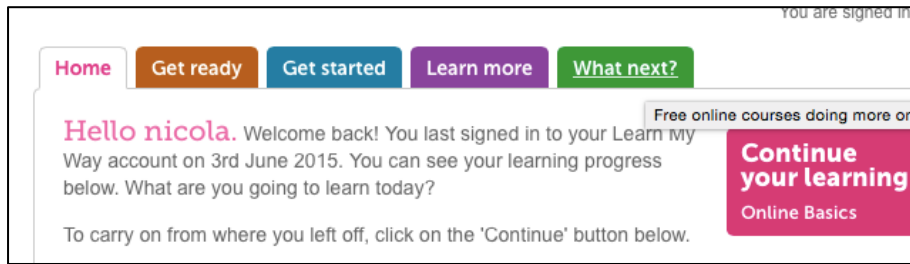 You are signed in
Home Get ready Get started Learn more What next?
Free online courses doing more or
Hello nicola. Welcome back! You last signed in to your Learn My
Way account on 3rd June 2015. You can see your learning progress
below. What are you going to learn today?
To carry on from where you left off, click on the 'Continue' button below.
Continue
your learning
Online Basics